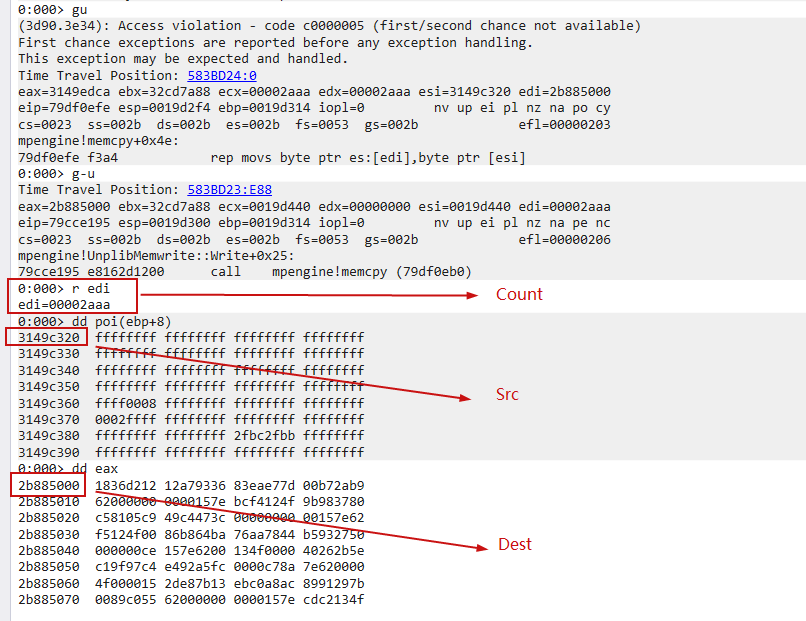 0:000> gu
(3d90.3e34): Access violation - code c0000005 (first/second chance not available)
First chance exceptions are reported before any exception handling.
This exception may be expected and handled.
Time Travel Position: 583BD24:0
eax=3149edca ebx=32cd7a88 ecx=00002aaa edx=00002aaa esi=3149c320 edi=2b885000
eip=79df0efe esp=0019d2f4 ebp=0019d314 iopl=0 nv up ei pl nz na po cy
cs=0023 ss=002b ds=002b es=002b fs=0053 gs=002b efl=00000203
mpengine!memcpy+0x4e:
79df0efe f3a4 rep movs byte ptr es:[edi],byte ptr [esi]
0:000> g-u
Time Travel Position: 583BD23:E88
eax=2b885000 ebx=32cd7a88 ecx=0019d440 edx=00000000 esi=0019d440 edi=00002aaa
eip=79cce195 esp=0019d300 ebp=0019d314 iopl=0 nv up ei pl nz na pe nc
cs=0023 ss=002b ds=002b es=002b fs=0053 gs=002b efl=00000206
mpengine!UnplibMemwrite::Write+0x25:
79cce195 e8162d1200 call mpengine!memcpy (79df0eb0)
0:000> r edi
edi=00002aaa
Count
0:000> dd poi(ebp+8)
3149c320 ffffffff ffffffff ffffffff ffffffff
3149c330 ffffffff ffffffff ffffffff ffffffff
3149c340 ffffffff ffffffff ffffffff ffffffff
3149c350 ffffffff ffffffff ffffffff ffffffff
3149c360 ffff0008 ffffffff ffffffff ffffffff
Src
3149c370 0002ffff ffffffff ffffffff ffffffff
3149c380 ffffffff ffffffff 2fbc2fbb ffffffff
3149c390 ffffffff ffffffff ffffffff ffffffff
0:000> dd eax
2b885000 1836d212 12a79336 83eae77d 00b72ab9
2b885010 62000000 0000157e bcf4124f 9b983780
2b885020 c58105c9 49c4473c 00000000 00157e62
2b885030 f5124f00 86b864ba 76aa7844 b5932750
2b885040 000000ce 157e6200 134f0000 40262b5e
Dest
2b885050 c19f97c4 e492a5fc 0000c78a 7e620000
2b885060 4f000015 2de87b13 ebc0a8ac 8991297b
2b885070 0089c055 62000000 0000157e cdc2134f